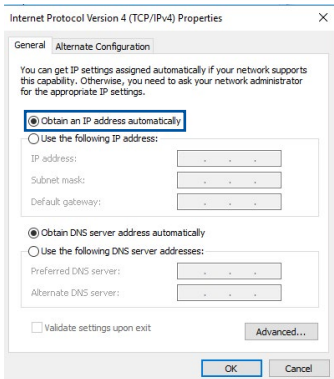 Internet Protocol Version 4 (TCP/IPv4) Properties
General
Alternate Configuration
You can get IP settings assigned automatically if your network supports
this capability. Otherwise, you need to ask your network administrator
for the appropriate IP settings.
Obtain an IP address automatically
Use the following IP address:
IP address:
Subnet mask:
Default gateway:
Obtain DNS server address automatically
Use the following DNS server addresses:
Preferred DNS server:
Alternate DNS server:
Validate settings upon exit
Advanced...
OK
Cancel